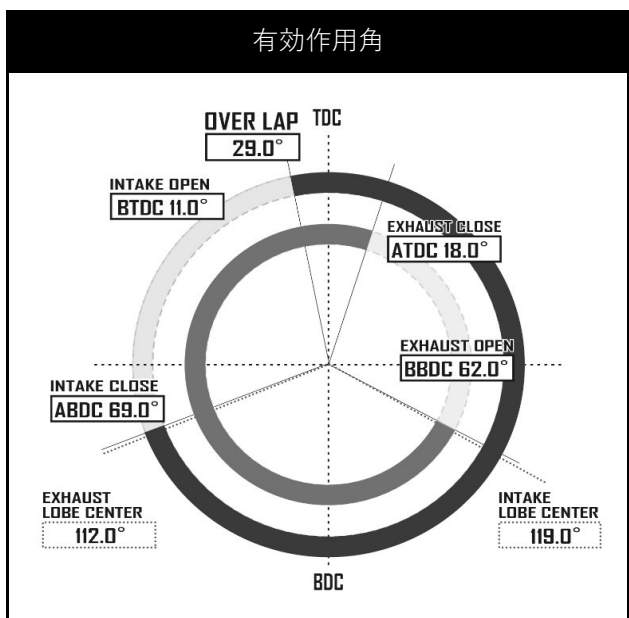 有効作用角
OVER LAP
29.0°
TDC
INTAKE OPEN
BTDC 11.0°
EXHAUST CLOSE
ATDC 18.0°
EXHAUST OPEN
BBDC 62.0°
INTAKE CLOSE
ABDC 69.0°
EXHAUST
LOBE CENTER
112.0°
INTAKE
LOBE CENTER
119.0°
BDC